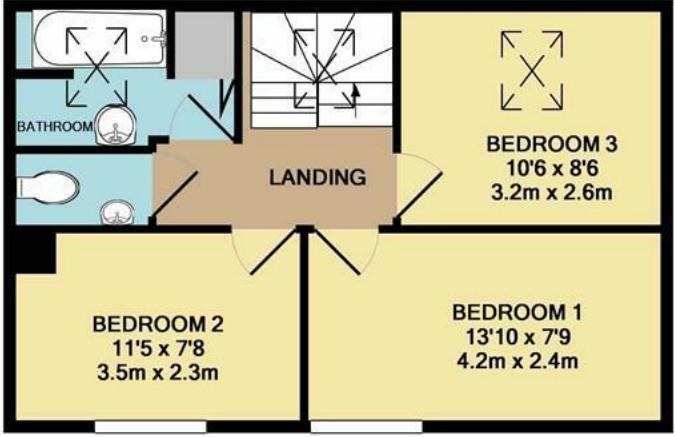 BATHROOM
LANDING
BEDROOM 3
10'6 x 8'6
3.2m x 2.6m
BEDROOM 2
11'5 x 7'8
3.5m x 2.3m
BEDROOM 1
13'10 x 7'9
4.2m x 2.4m